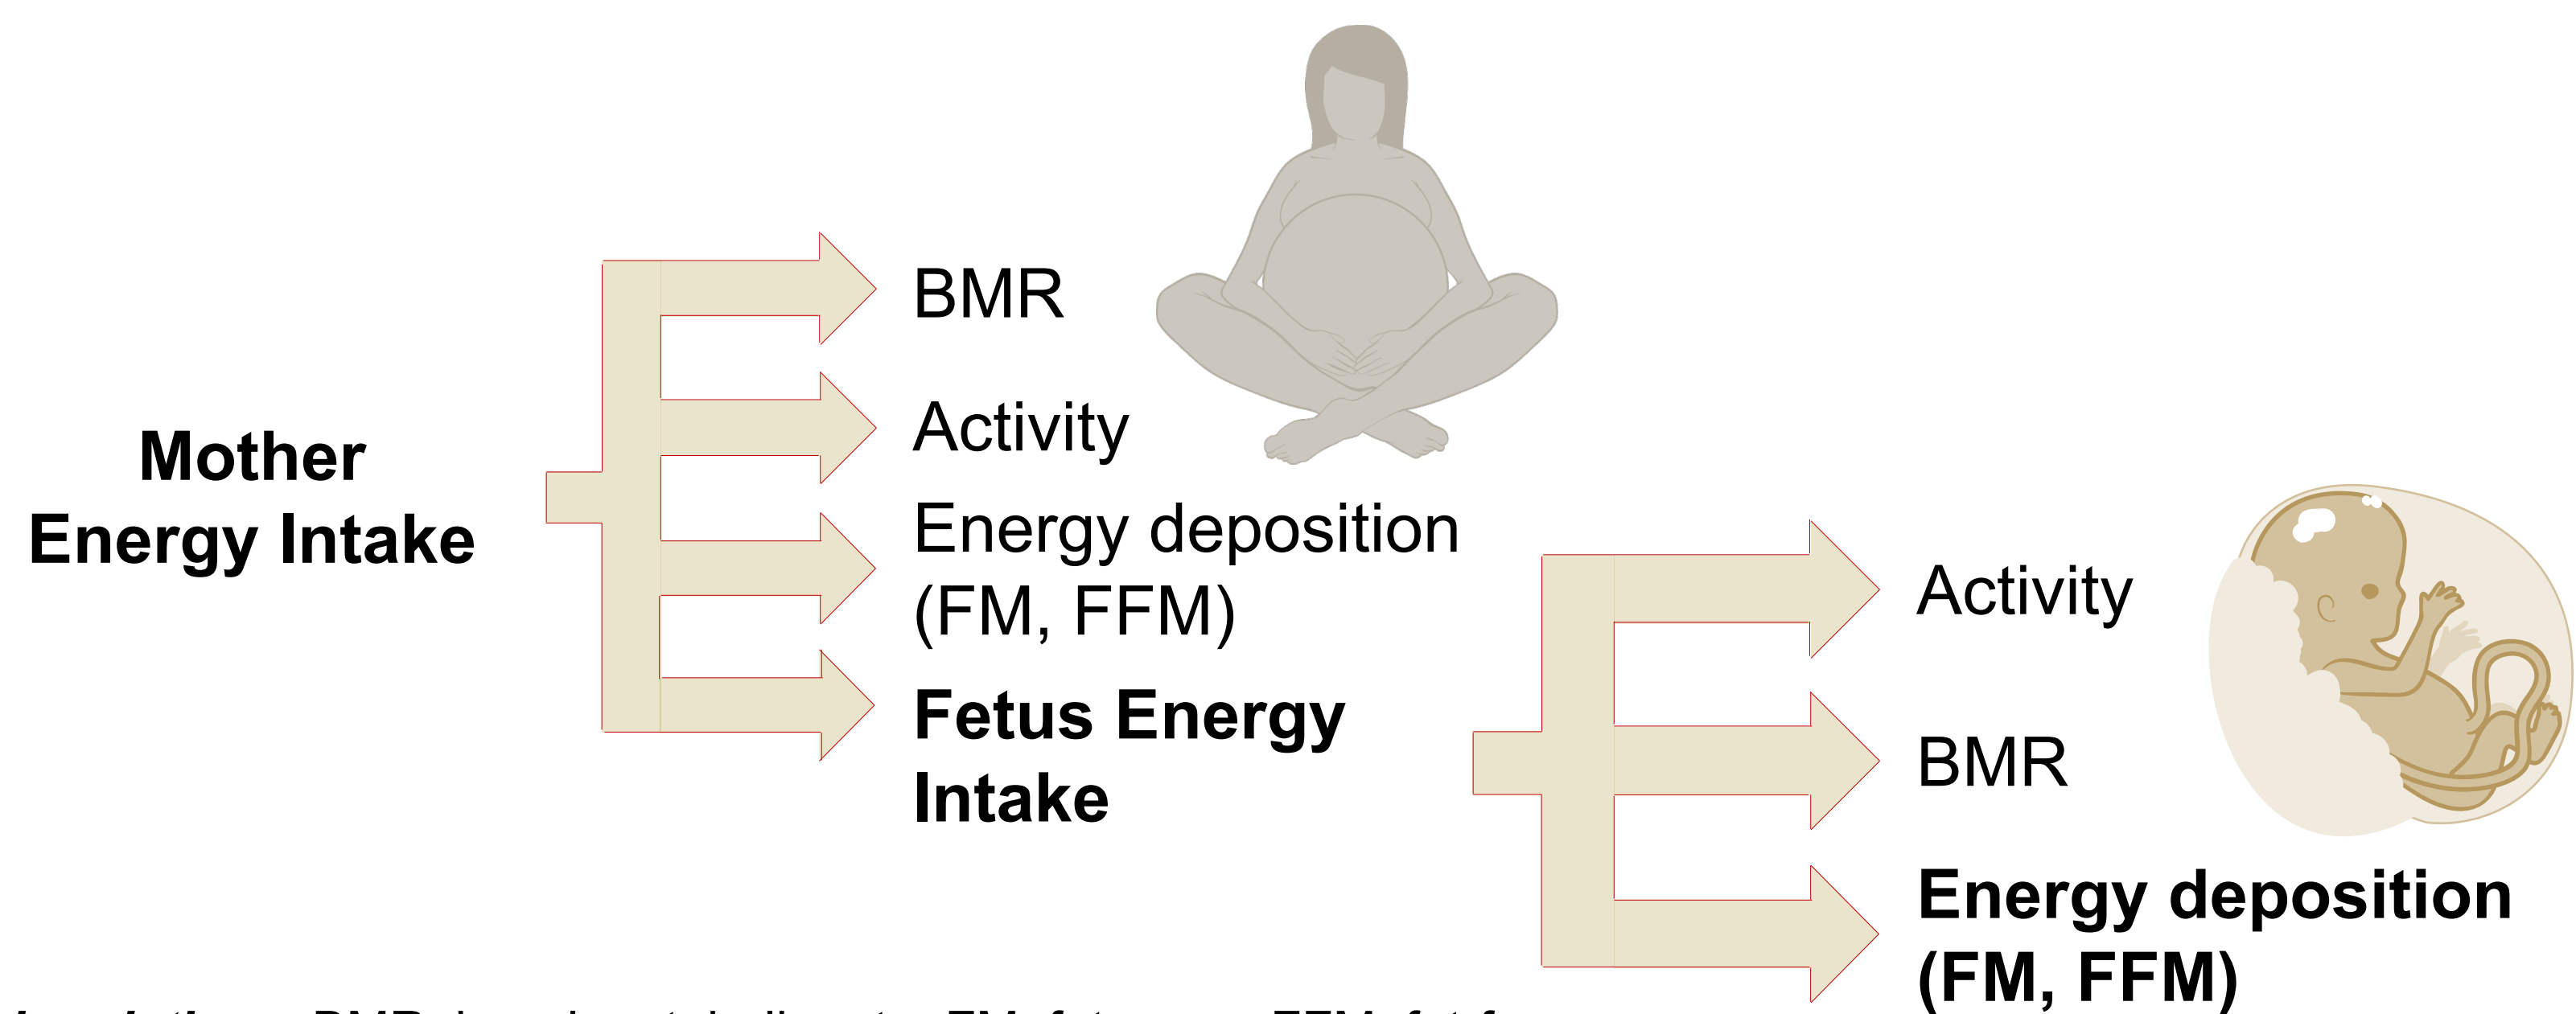 BMR
Activity
Mother
Energy Intake
Energy deposition
(FM, FFM)
Fetus Energy
Intake
Activity
BMR
Energy deposition
(FM, FFM)